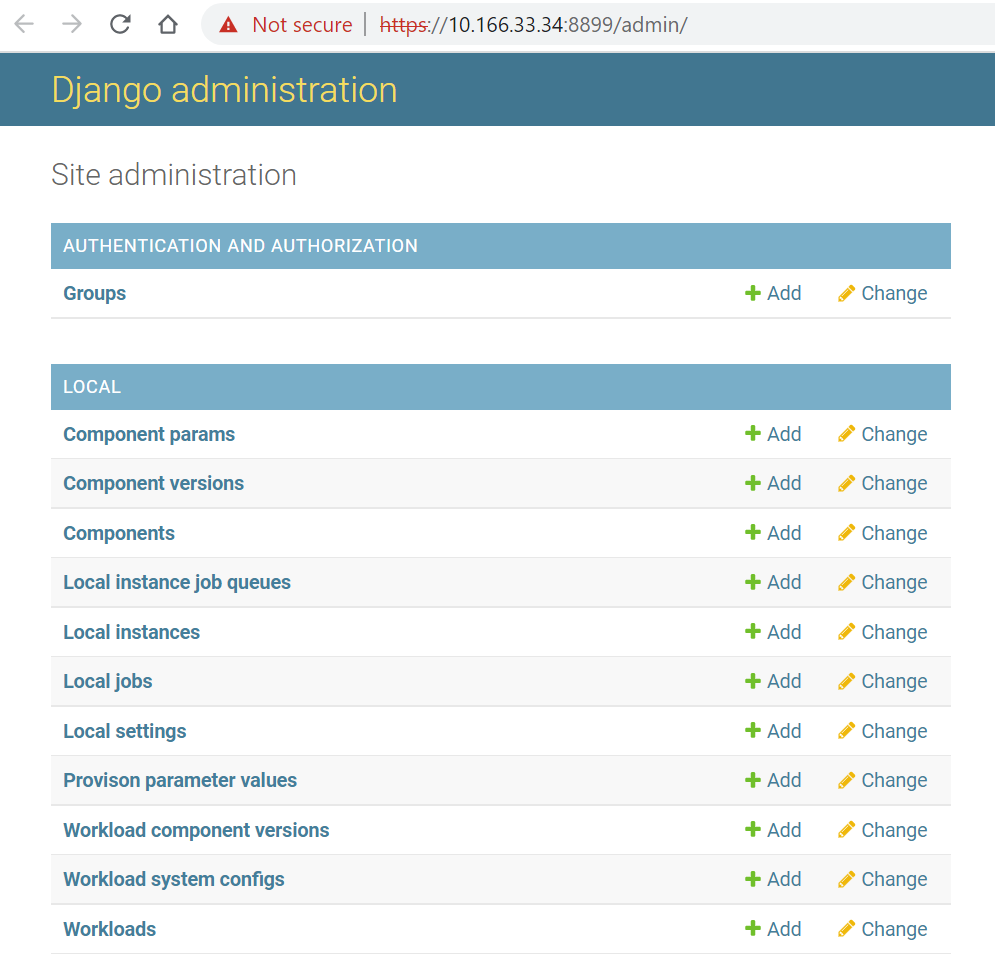 Not secure | https://10.166.33.34:8899/admin/
Django administration
Site administration
AUTHENTICATION AND AUTHORIZATION
Groups Add Change
LOCAL
Component params Add Change
Component versions Add Change
Components Add Change
Local instance job queues Add Change
Local instances Add Change
Local jobs Add Change
Local settings Add Change
Provison parameter values Add Change
Workload component versions Add Change
Workload system configs Add Change
Workloads Add Change